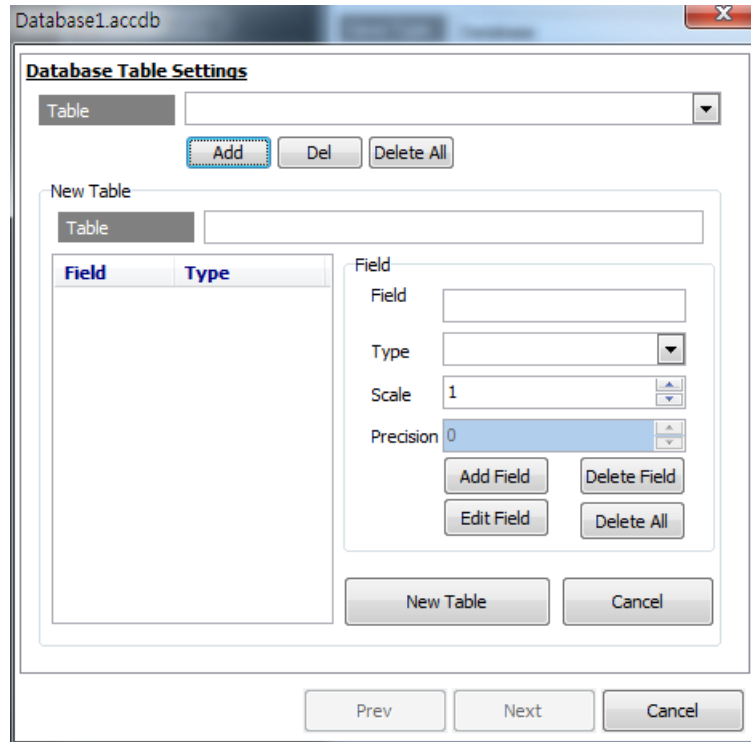 Database1.accdb
X
Database Table Settings
Table
Add Del Delete All
New Table
Table
Field Type
Field
Field
Type
Scale 1
Precision 0
Add Field Delete Field
Edit Field Delete All
New Table Cancel
Prev Next Cancel